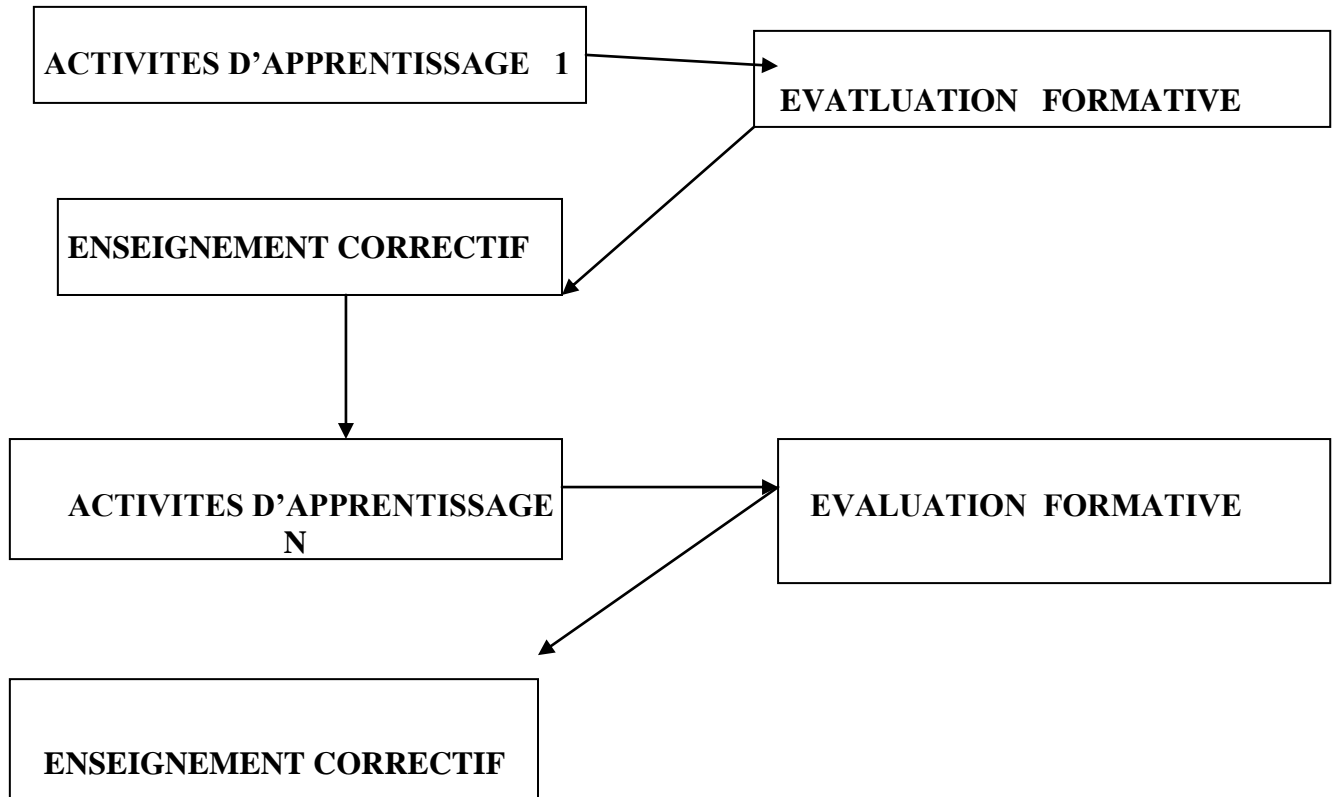 ACTIVITES D’APPRENTISSAGE 1
EVATLUATION FORMATIVE
ENSEIGNEMENT CORRECTIF
ACTIVITES D’APPRENTISSAGE
N
EVALUATION FORMATIVE
ENSEIGNEMENT CORRECTIF